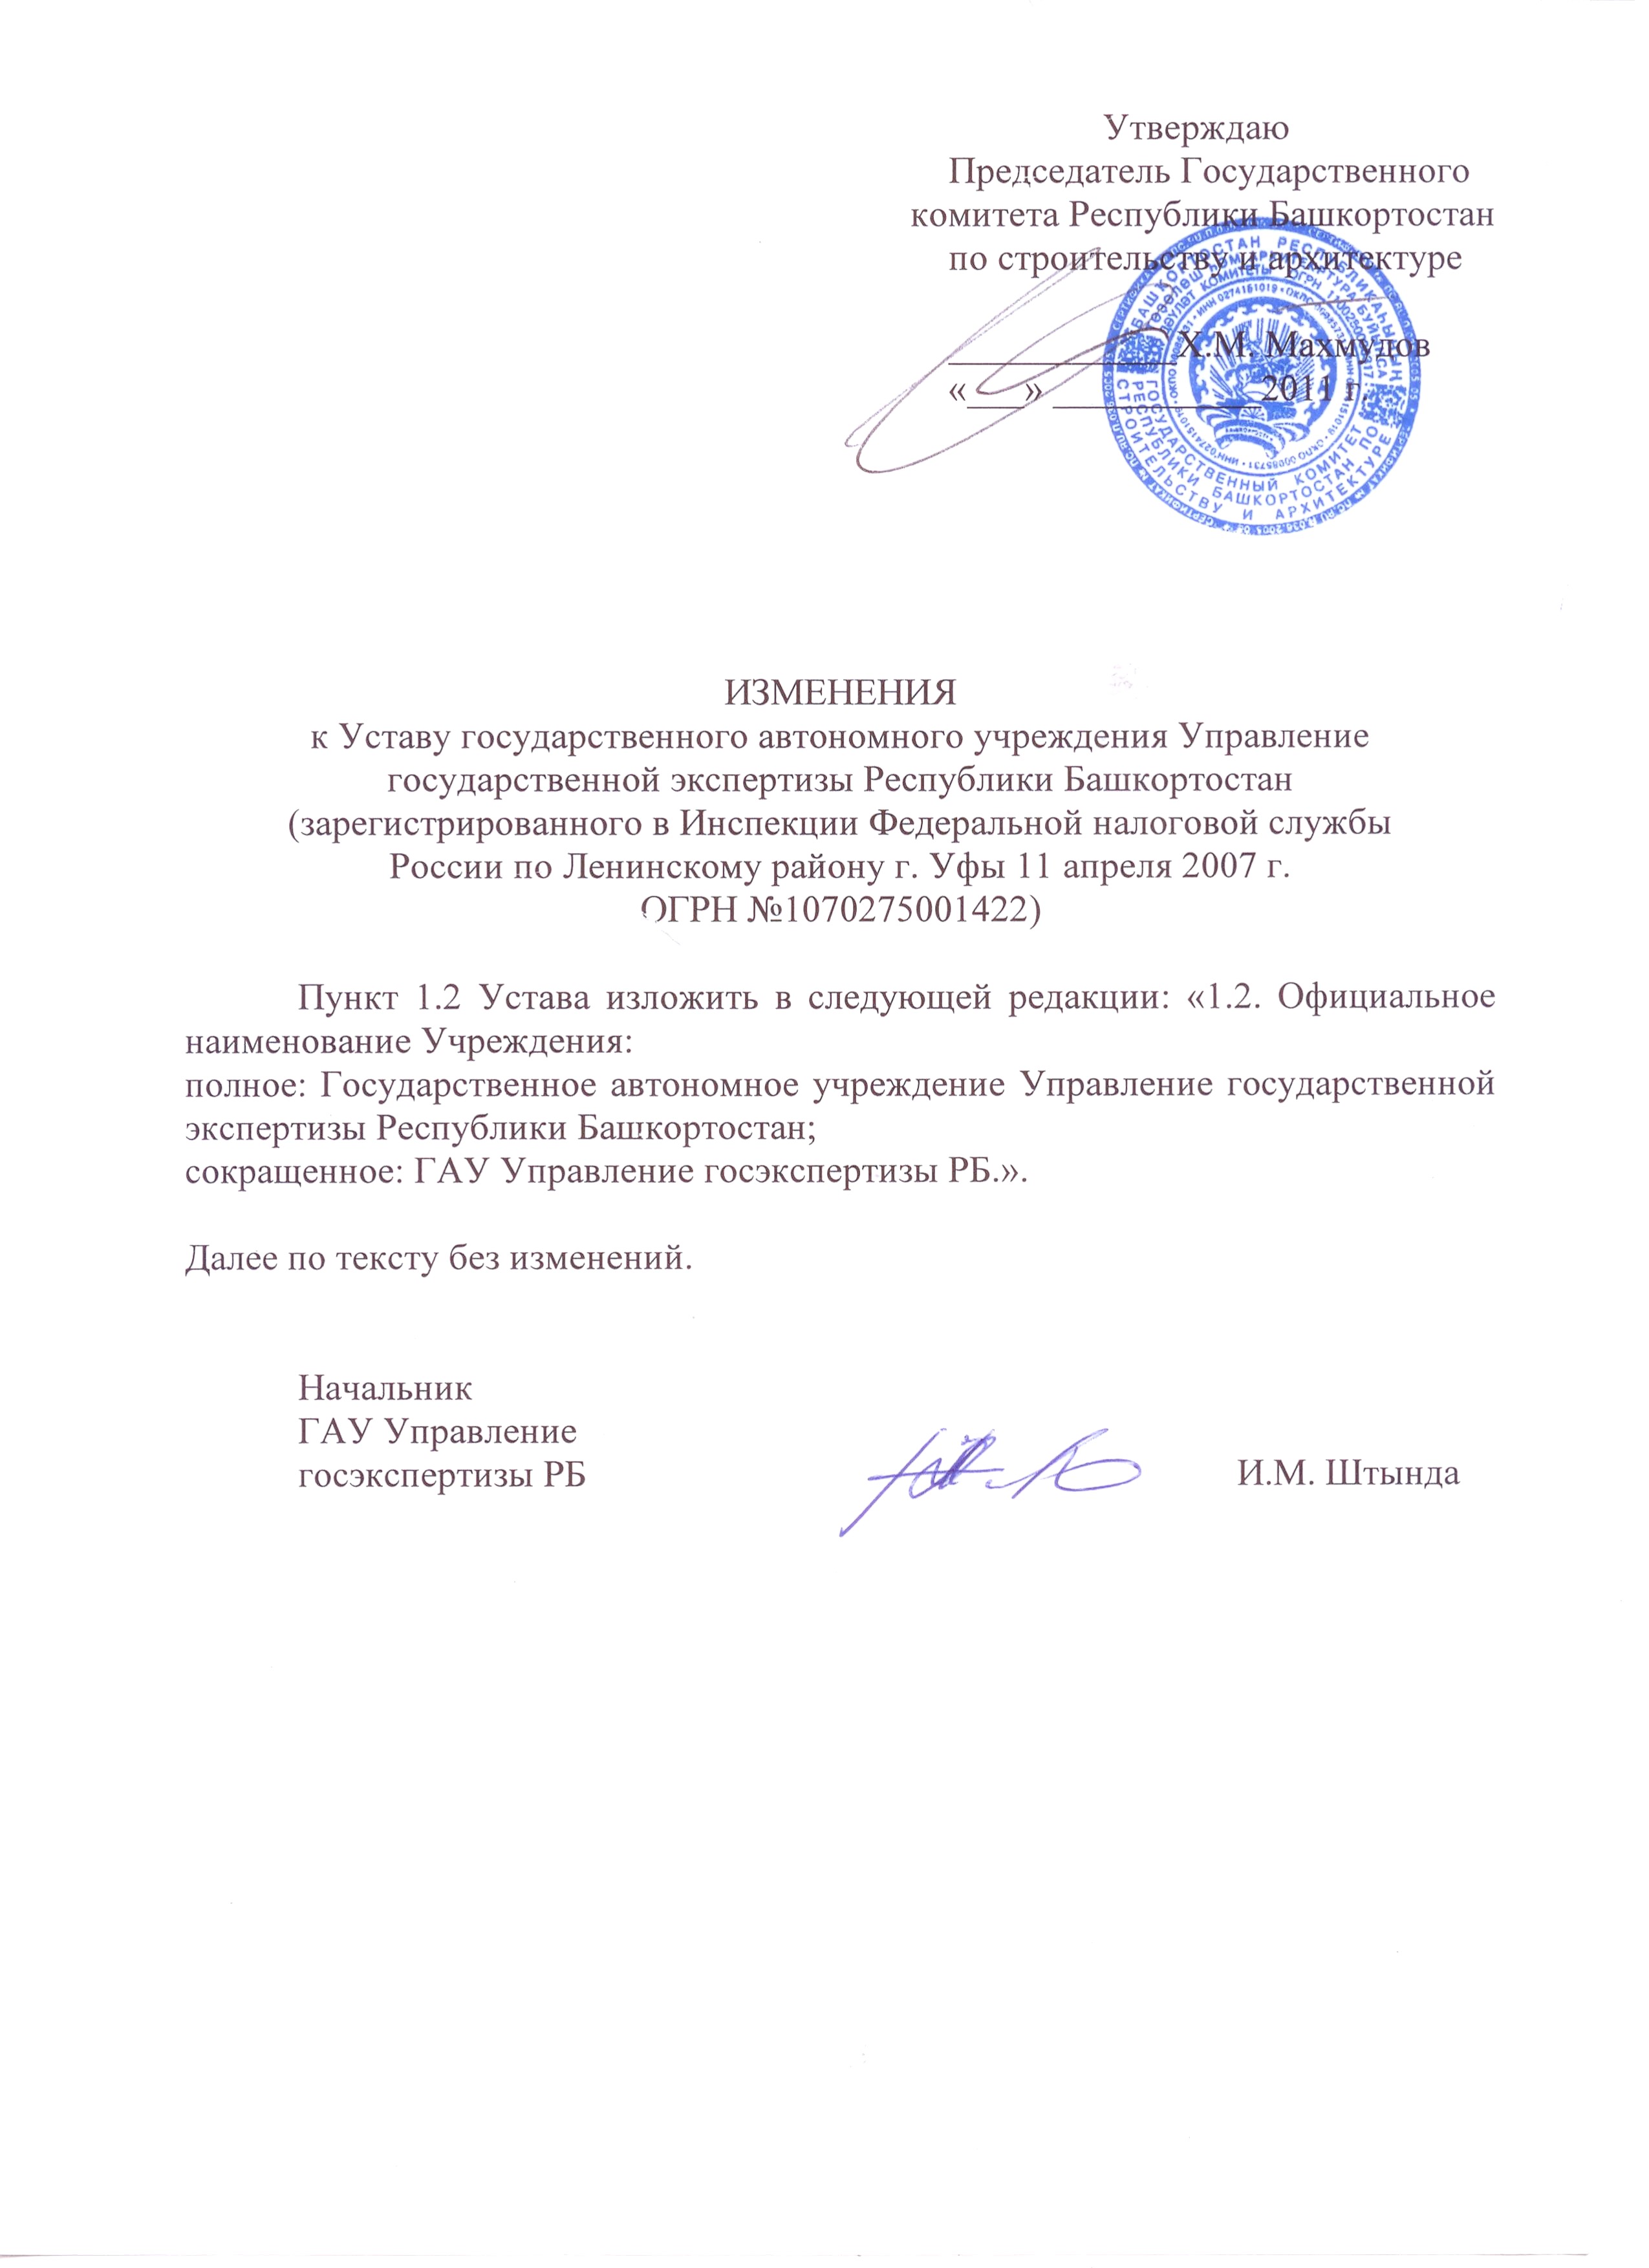 Утверждаю
Председатель Государственного
комитета Республики Башкортостан
по строительству и архитектуре
____________Х.М. Махмудов
«___» ___________2011 г.
БАШҠОРТОСТАН РЕСПУБЛИКАҺЫНЫҢ
ГОСУДАРСТВЕННЫЙ КОМИТЕТ
РЕСПУБЛИКИ БАШКОРТОСТАН ПО
СТРОИТЕЛЬСТВУ И АРХИТЕКТУРЕ
ИЗМЕНЕНИЯ
к Уставу государственного автономного учреждения Управление
государственной экспертизы Республики Башкортостан
(зарегистрированного в Инспекции Федеральной налоговой службы
России по Ленинскому району г. Уфы 11 апреля 2007 г.
ОГРН №1070275001422)
Пункт 1.2 Устава изложить в следующей редакции: «1.2. Официальное
наименование Учреждения:
полное: Государственное автономное учреждение Управление государственной
экспертизы Республики Башкортостан;
сокращенное: ГАУ Управление госэкспертизы РБ.».
Далее по тексту без изменений.
Начальник
ГАУ Управление
госэкспертизы РБ И.М. Штында